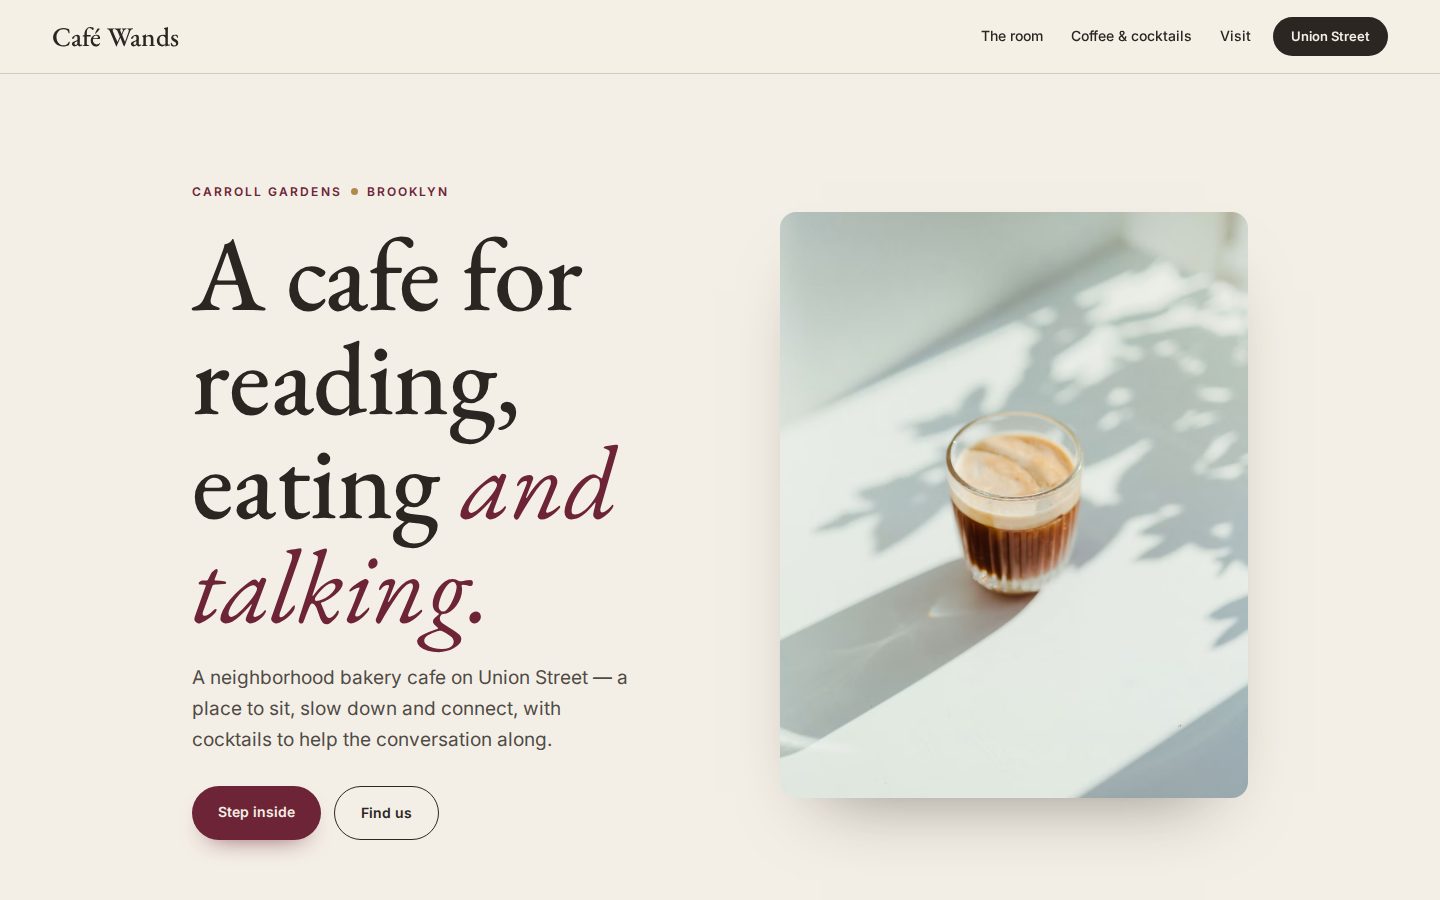 Café Wands
The room
Coffee & cocktails
Visit
Union Street
CARROLL GARDENS • BROOKLYN
A cafe for
reading,
eating and
talking.
A neighborhood bakery cafe on Union Street — a
place to sit, slow down and connect, with
cocktails to help the conversation along.
Step inside
Find us